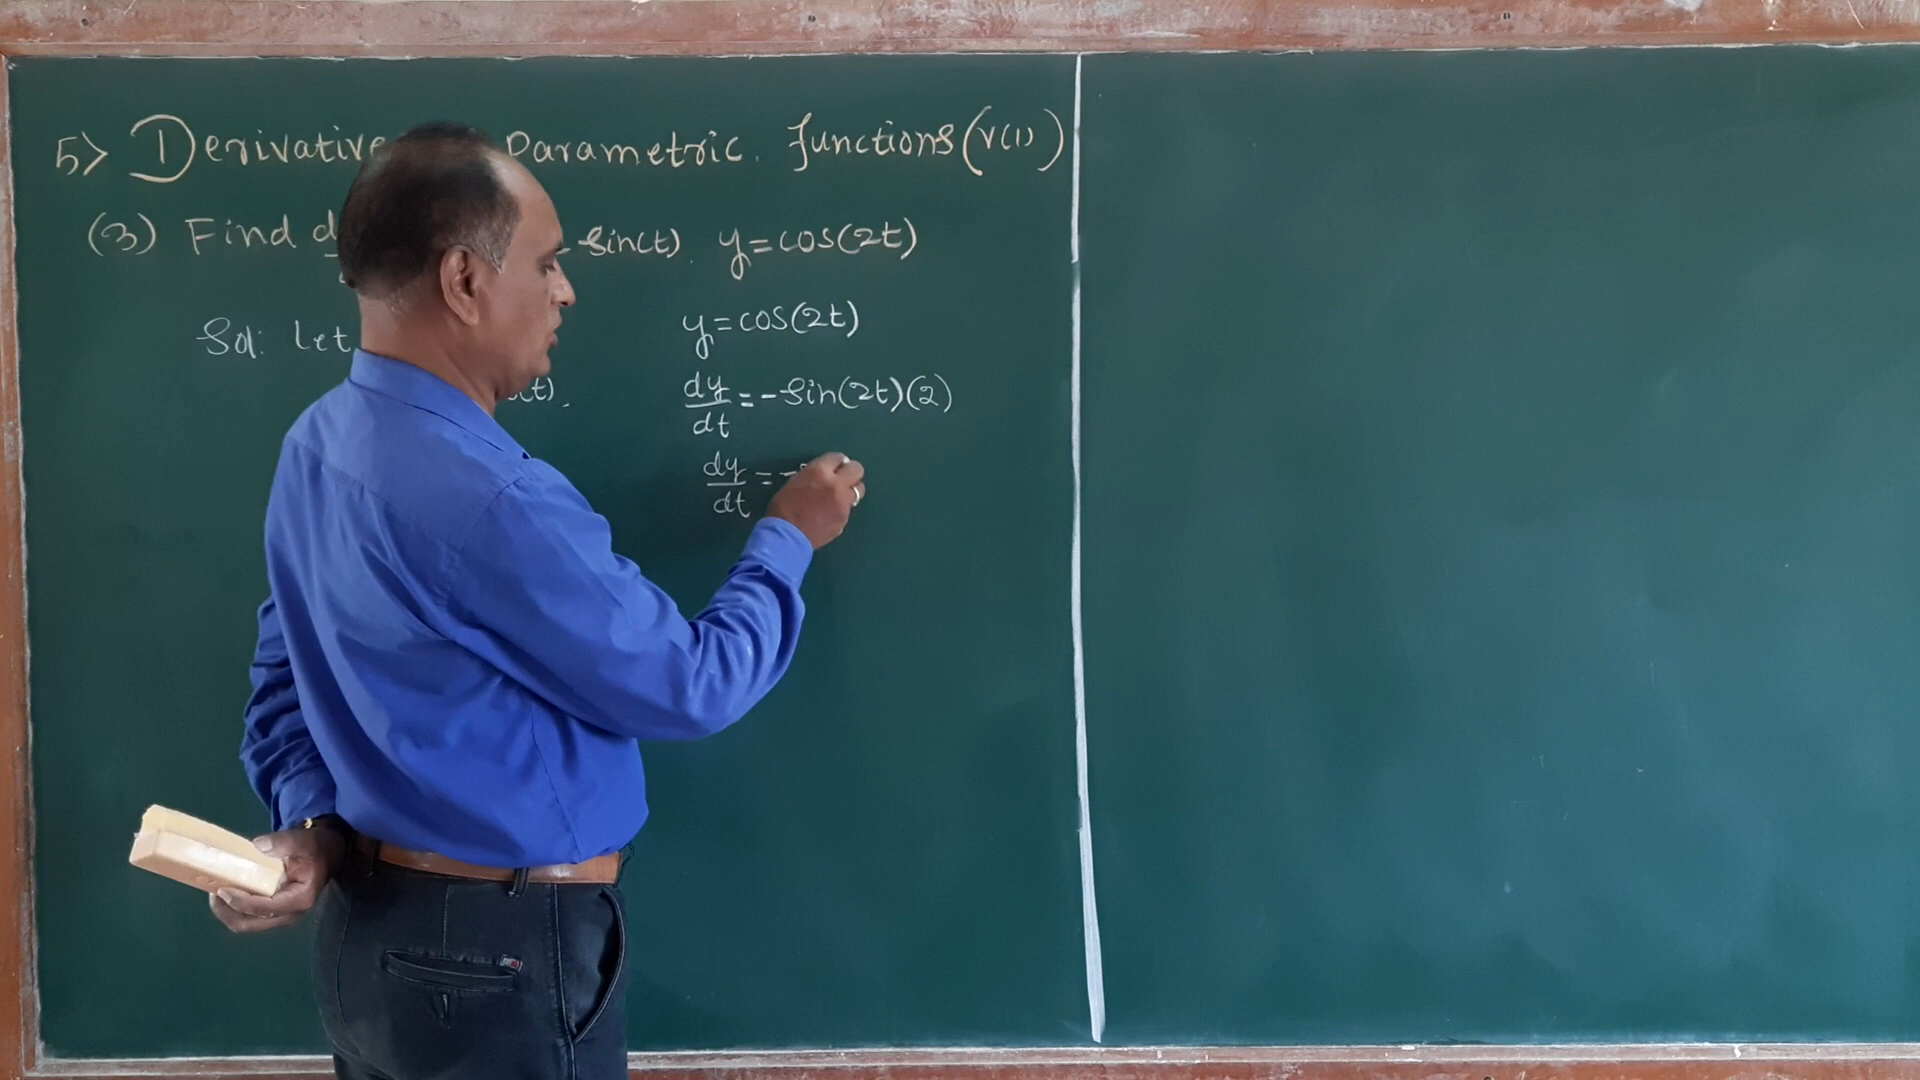 5> Derivative Parametric. functions(V(1)
(3) Find d sin(t). y=cos(2t)
Sol: Let
y=cos(2t)
dy/dt = -sin(2t)(2)
dy/dt = -